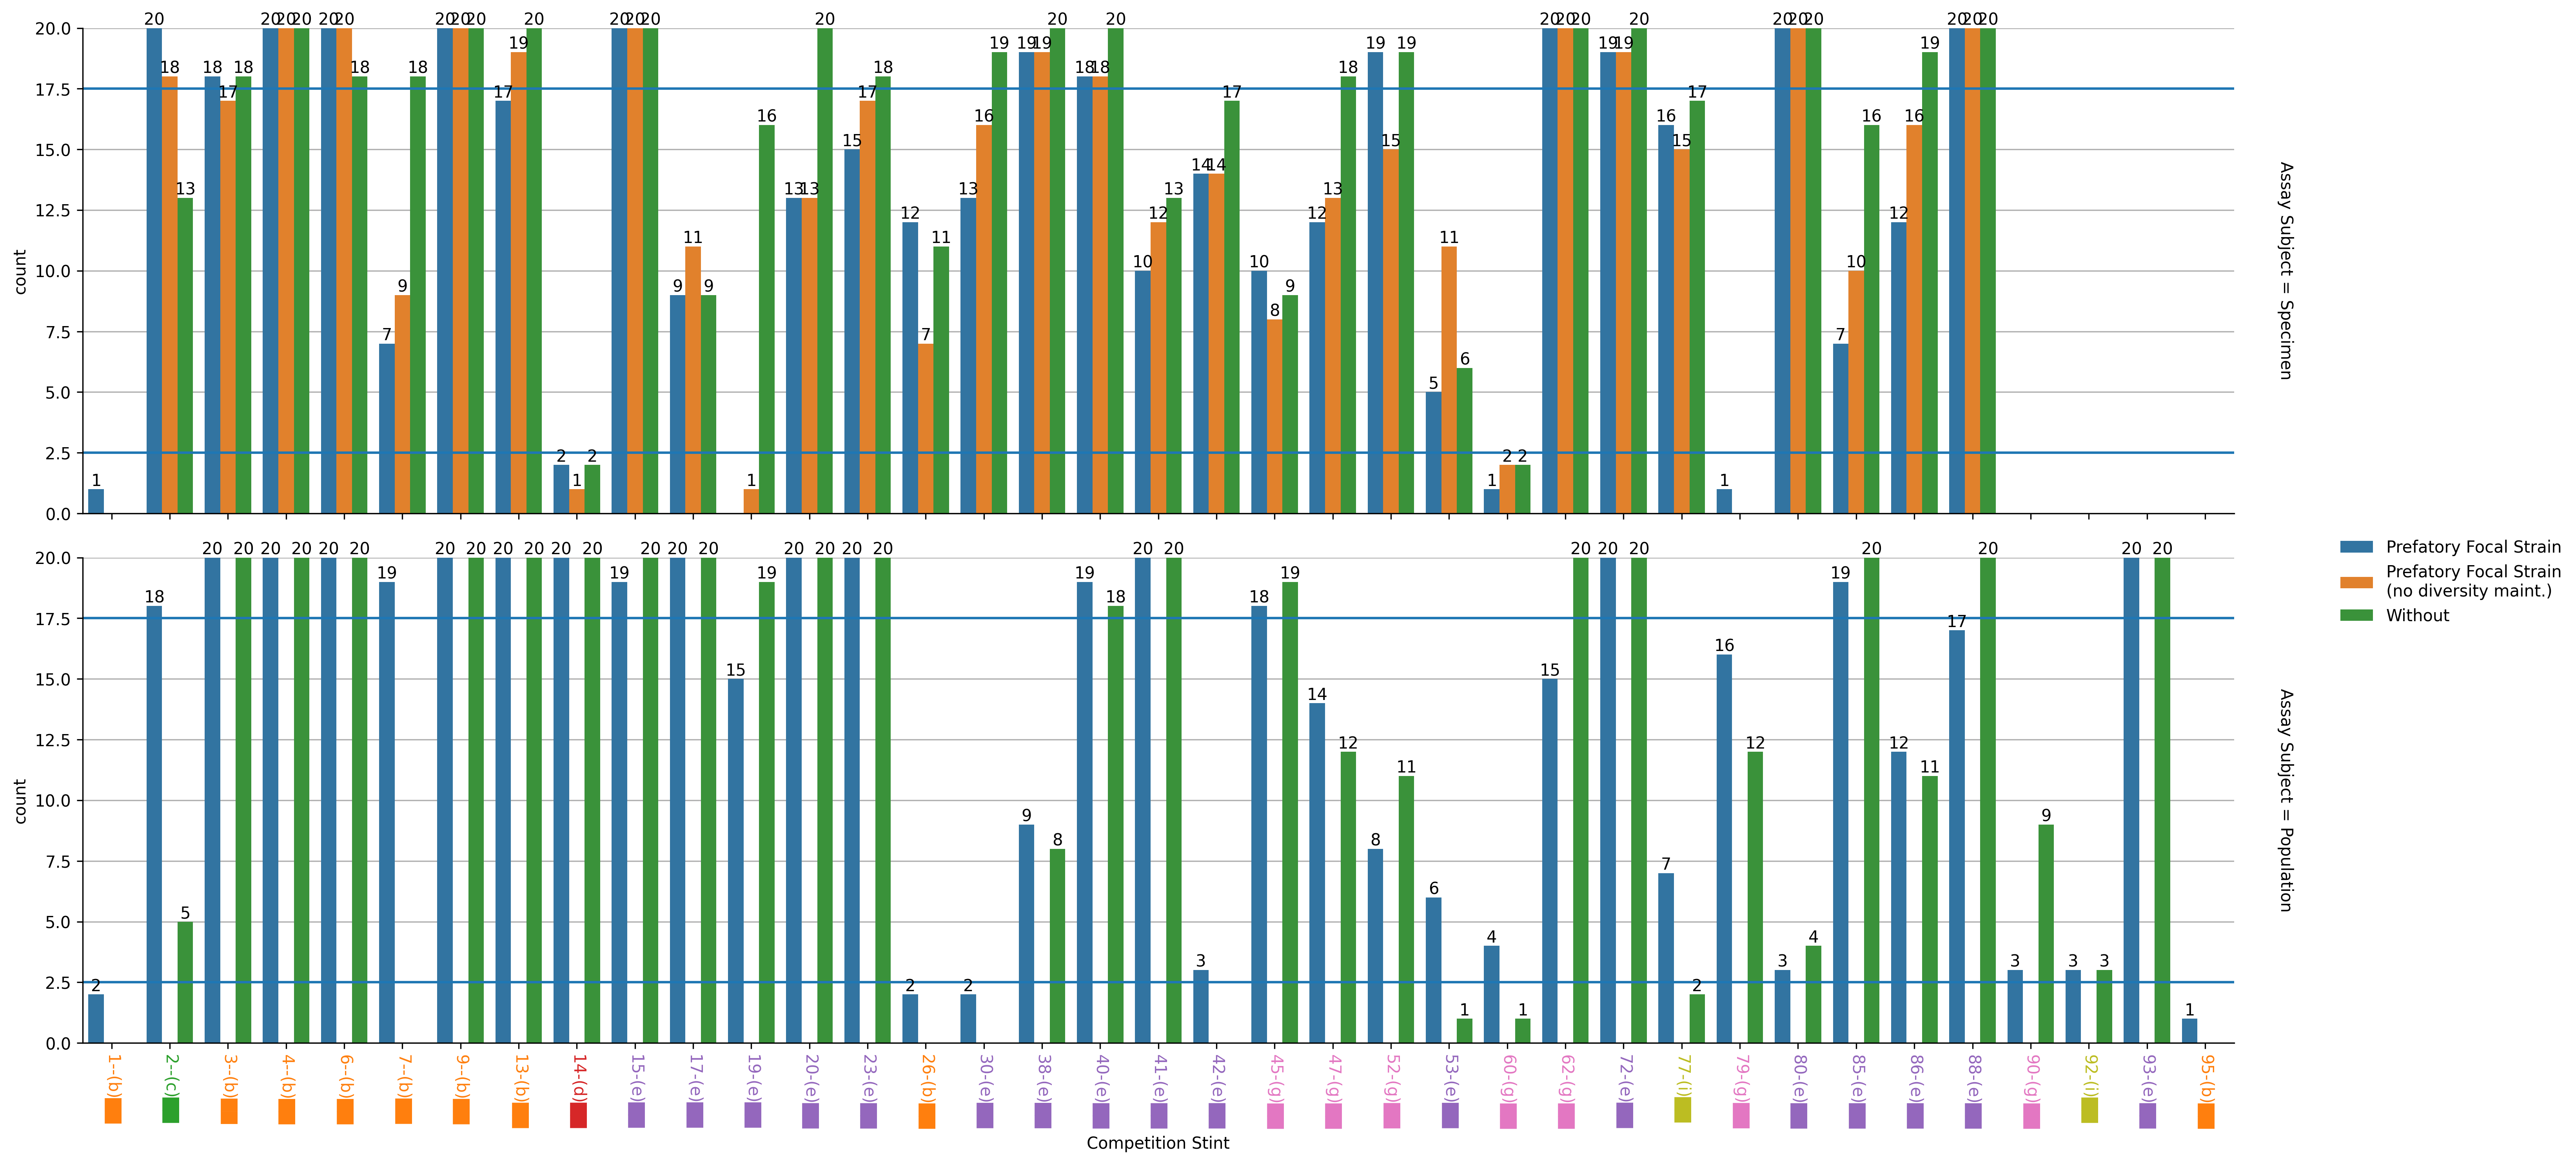 20 18 13
18 17 18
20 20 20
20 20 18
7 9 18
20 20 20
17 19 20
2 1 2
20 20 20
9 11 9
1 16
13 13 20
15 17 18
12 7 11
13 16 19
19 19 20
18 18 20
10 12 13
14 14 17
10 8 9
12 13 18
19 15 19
5 11 6
1 2 2
20 20 20
19 19 20
16 15 17
1
20 20 20
7 10 16
12 16 19
20 20 20
1
20.0
17.5
15.0
12.5
10.0
7.5
5.0
2.5
0.0
count
Assay Subject = Specimen
Prefatory Focal Strain
Prefatory Focal Strain
(no diversity maint.)
Without
2
18 5
20 20
20 20
20 20
19
20 20
20 20
20 20
19 20
20 20
15 19
20 20
20 20
2
2
9 8
19 18
20 20
3
18 19
14 12
8 11
6 1
4 1
15 20
20 20
7 2
16 12
3 4
19 20
12 11
17 20
3 9
3 3
20 20
1
20.0
17.5
15.0
12.5
10.0
7.5
5.0
2.5
0.0
count
Assay Subject = Population
1--(b)
2--(c)
3--(b)
4--(b)
6--(b)
7--(b)
9--(b)
13-(b)
14-(d)
15-(e)
17-(e)
19-(e)
20-(e)
23-(e)
26-(b)
30-(e)
38-(e)
40-(e)
41-(e)
42-(e)
45-(g)
47-(g)
52-(g)
53-(e)
60-(g)
62-(g)
72-(e)
77-(i)
79-(g)
80-(e)
85-(e)
86-(e)
88-(e)
90-(g)
92-(i)
93-(e)
95-(b)
Competition Stint